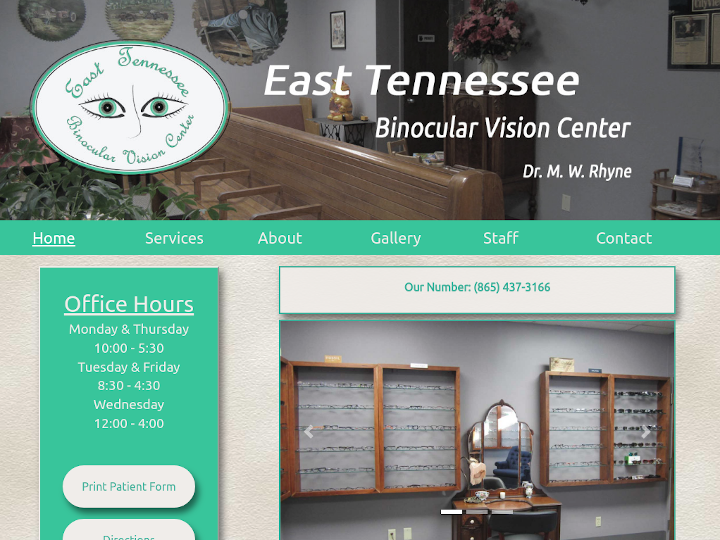 East Tennessee
Binocular Vision Center
East Tennessee
Binocular Vision Center
Dr. M. W. Rhyne
Home Services About Gallery Staff Contact
Office Hours
Monday & Thursday
10:00 - 5:30
Tuesday & Friday
8:30 - 4:30
Wednesday
12:00 - 4:00
Print Patient Form
Directions
Our Number: (865) 437-3166